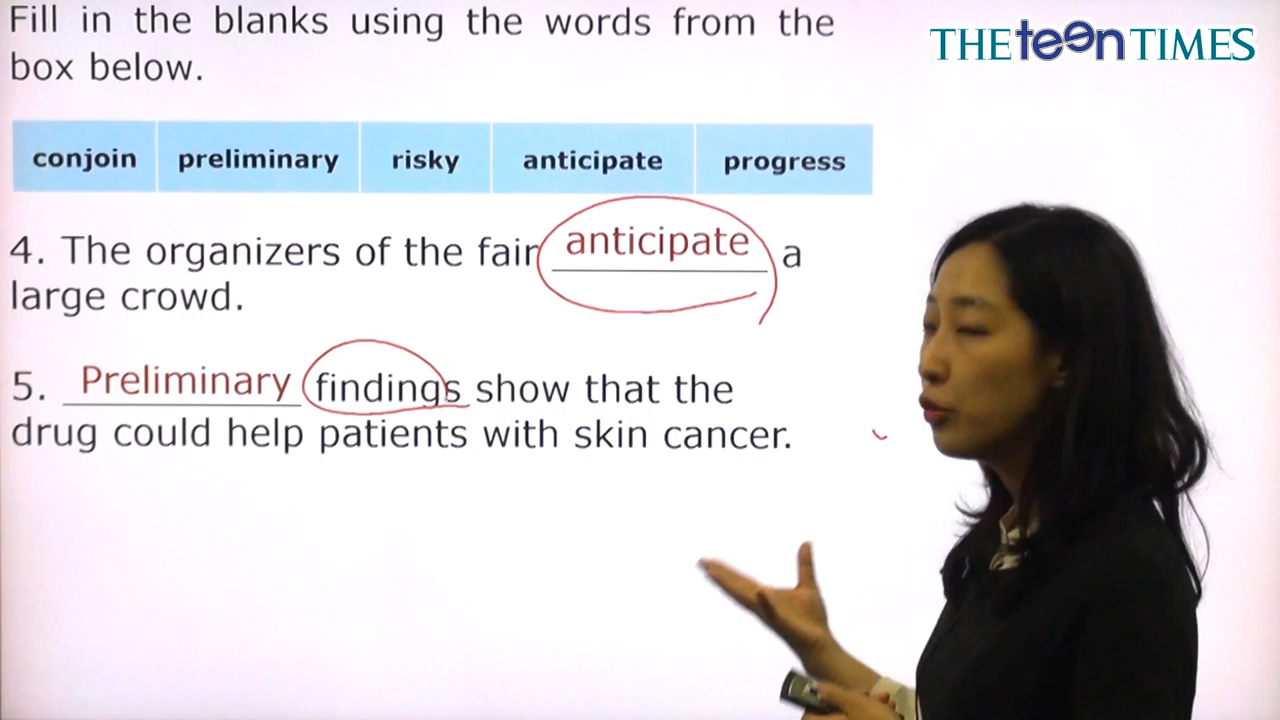 THE teen TIMES
Fill in the blanks using the words from the
box below.
conjoin preliminary risky anticipate progress
4. The organizers of the fair anticipate a
large crowd.
5. Preliminary findings show that the
drug could help patients with skin cancer.